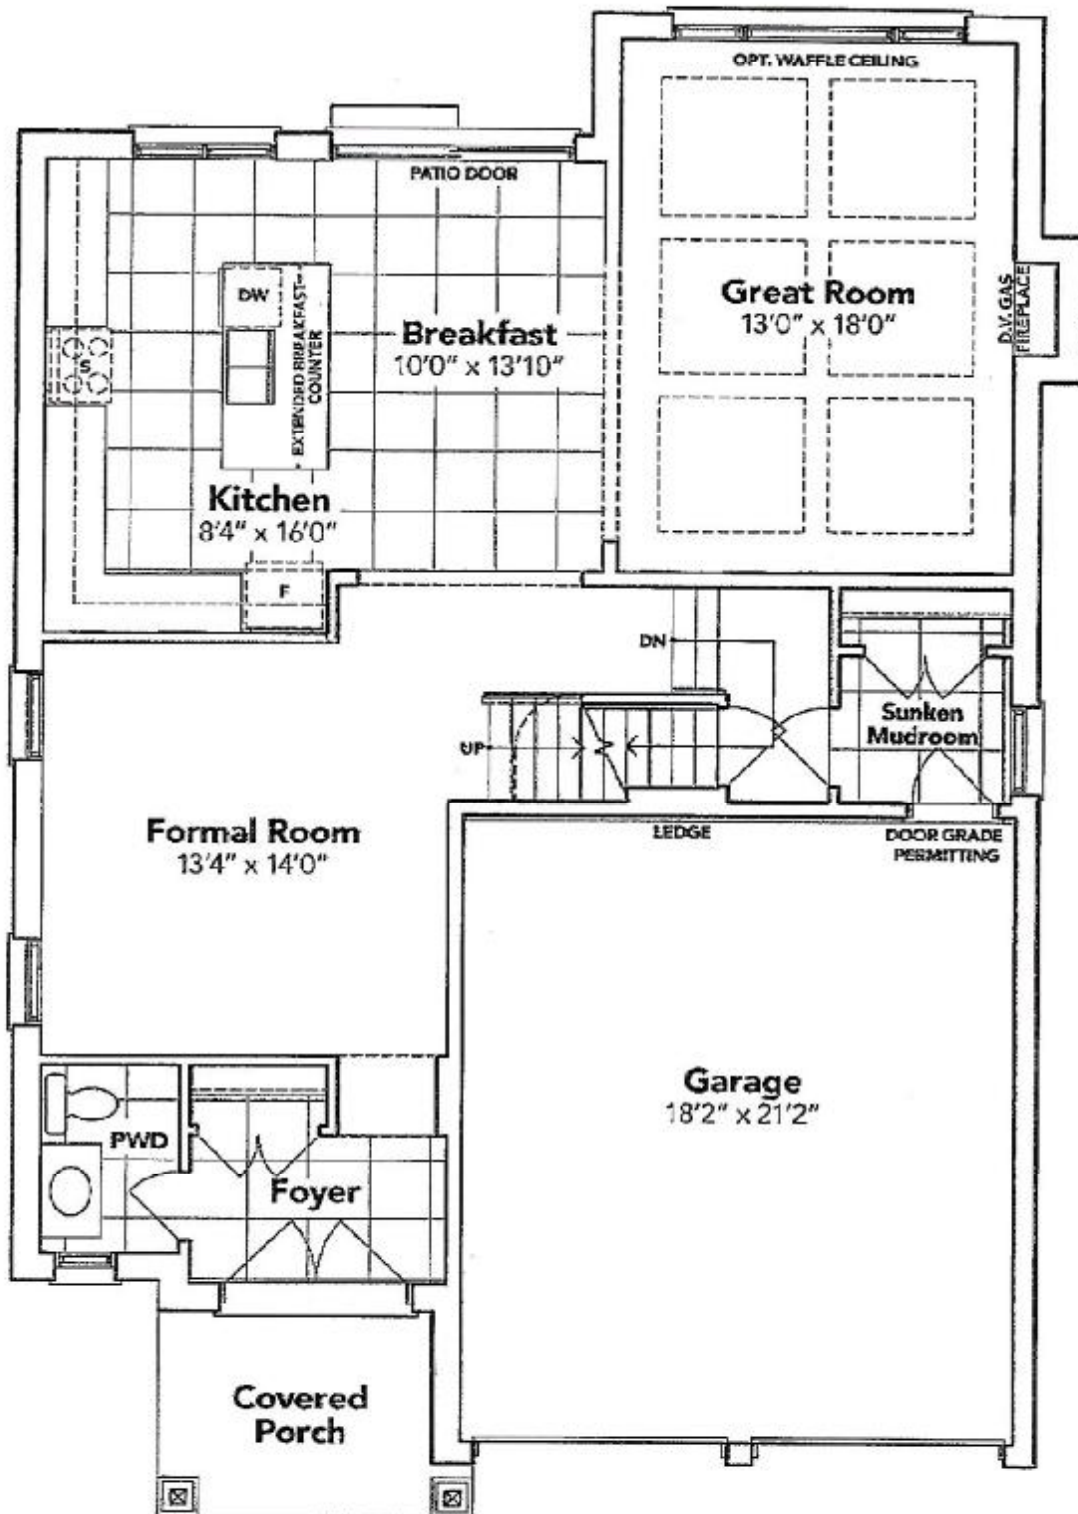 OPT. WAFFLE CEILING
PATIO DOOR
Great Room
13'0" x 18'0"
D.V. GAS
FIREPLACE
DW
EXTENDED BREAKFAST
COUNTER
Breakfast
10'0" x 13'10"
S
Kitchen
8'4" x 16'0"
F
DN
UP
Sunken
Mudroom
LEDGE
DOOR GRADE
PERMITTING
Formal Room
13'4" x 14'0"
Garage
18'2" x 21'2"
PWD
Foyer
Covered
Porch